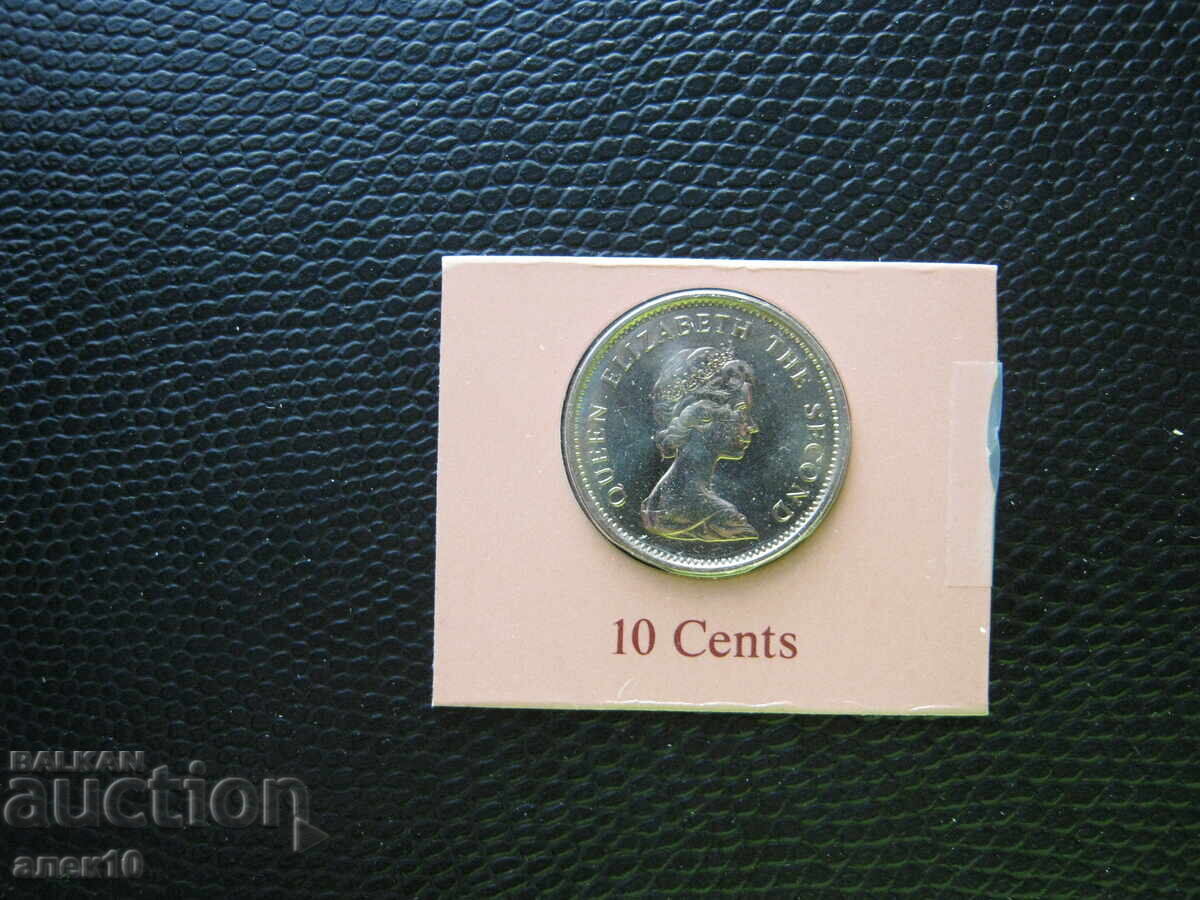 QUEEN ELIZABETH THE SECOND
10 Cents
BALKAN
auction
алек10